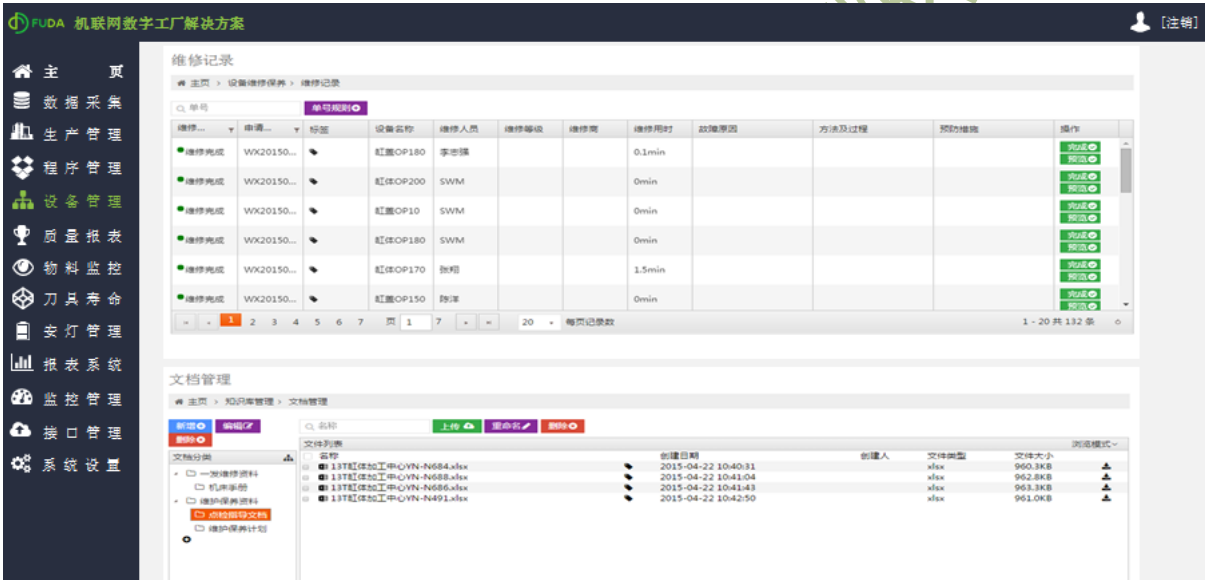 FUDA 机联网数字工厂解决方案
[注销]
主 页
数据采集
生产管理
程序管理
设备管理
质量报表
物料监控
刀具寿命
安灯管理
报表系统
监控管理
接口管理
系统设置
维修记录
主页 > 设备维修保养 > 维修记录
单号 单号规则
维修... 申请... 标签 设备名称 维修人员 维修等级 维修商 维修用时 故障原因 方法及过程 预防措施 操作
维修完成 WX20150... 缸盖OP180 李志强 0.1min 完成
预览
维修完成 WX20150... 缸体OP200 SWM 0min 完成
预览
维修完成 WX20150... 缸盖OP10 SWM 0min 完成
预览
维修完成 WX20150... 缸体OP180 SWM 0min 完成
预览
维修完成 WX20150... 缸体OP170 张翔 1.5min 完成
预览
维修完成 WX20150... 缸盖OP150 陈洋 0min 完成
预览
1 2 3 4 5 6 7 页 1 7 20 每页记录数 1 - 20 共 132 条
文档管理
主页 > 知识库管理 > 文档管理
新增 编辑 名称 上传 重命名 删除
删除
文件列表 浏览模式
文档分类 名称 创建日期 创建人 文件类型 文件大小
13T缸体加工中心YN-N684.xlsx 2015-04-22 10:40:31 xlsx 960.3KB
13T缸体加工中心YN-N688.xlsx 2015-04-22 10:41:04 xlsx 962.8KB
13T缸体加工中心YN-N686.xlsx 2015-04-22 10:41:43 xlsx 963.3KB
13T缸体加工中心YN-N491.xlsx 2015-04-22 10:42:50 xlsx 961.0KB
一发维修资料
机床手册
维护保养资料
点检指导文档
维护保养计划